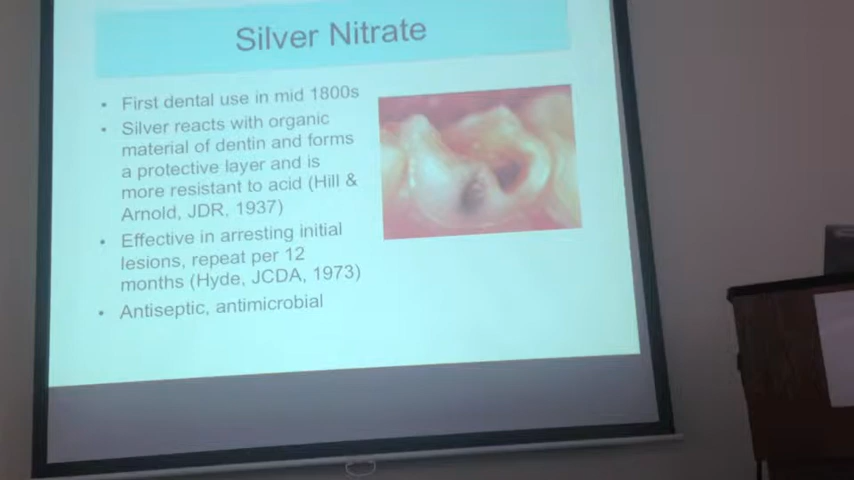 Silver Nitrate
• First dental use in mid 1800s
• Silver reacts with organic
material of dentin and forms
a protective layer and is
more resistant to acid (Hill &
Arnold, JDR, 1937)
• Effective in arresting initial
lesions, repeat per 12
months (Hyde, JCDA, 1973)
• Antiseptic, antimicrobial